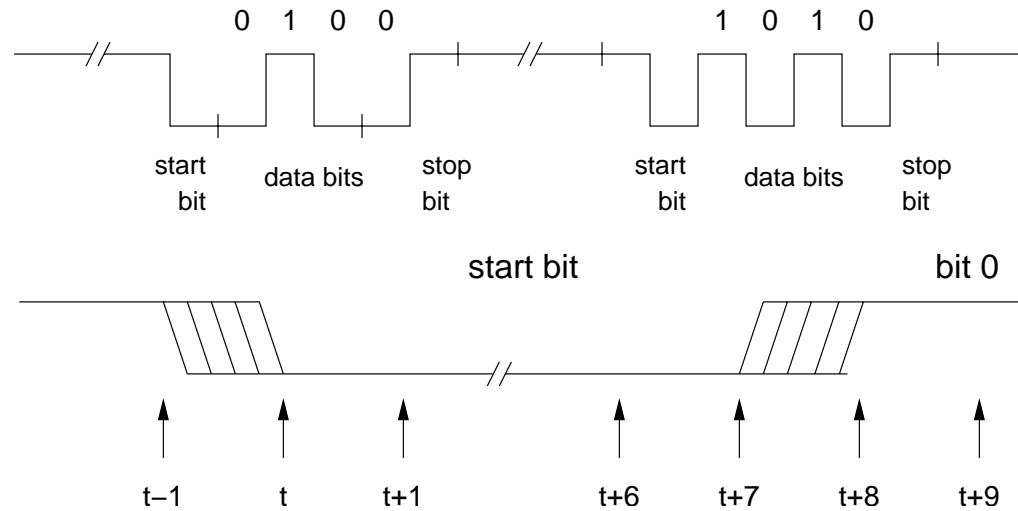 0 1 0 0 1 0 1 0
start data bits stop start data bits stop
bit bit bit bit
start bit bit 0
t−1 t t+1 t+6 t+7 t+8 t+9